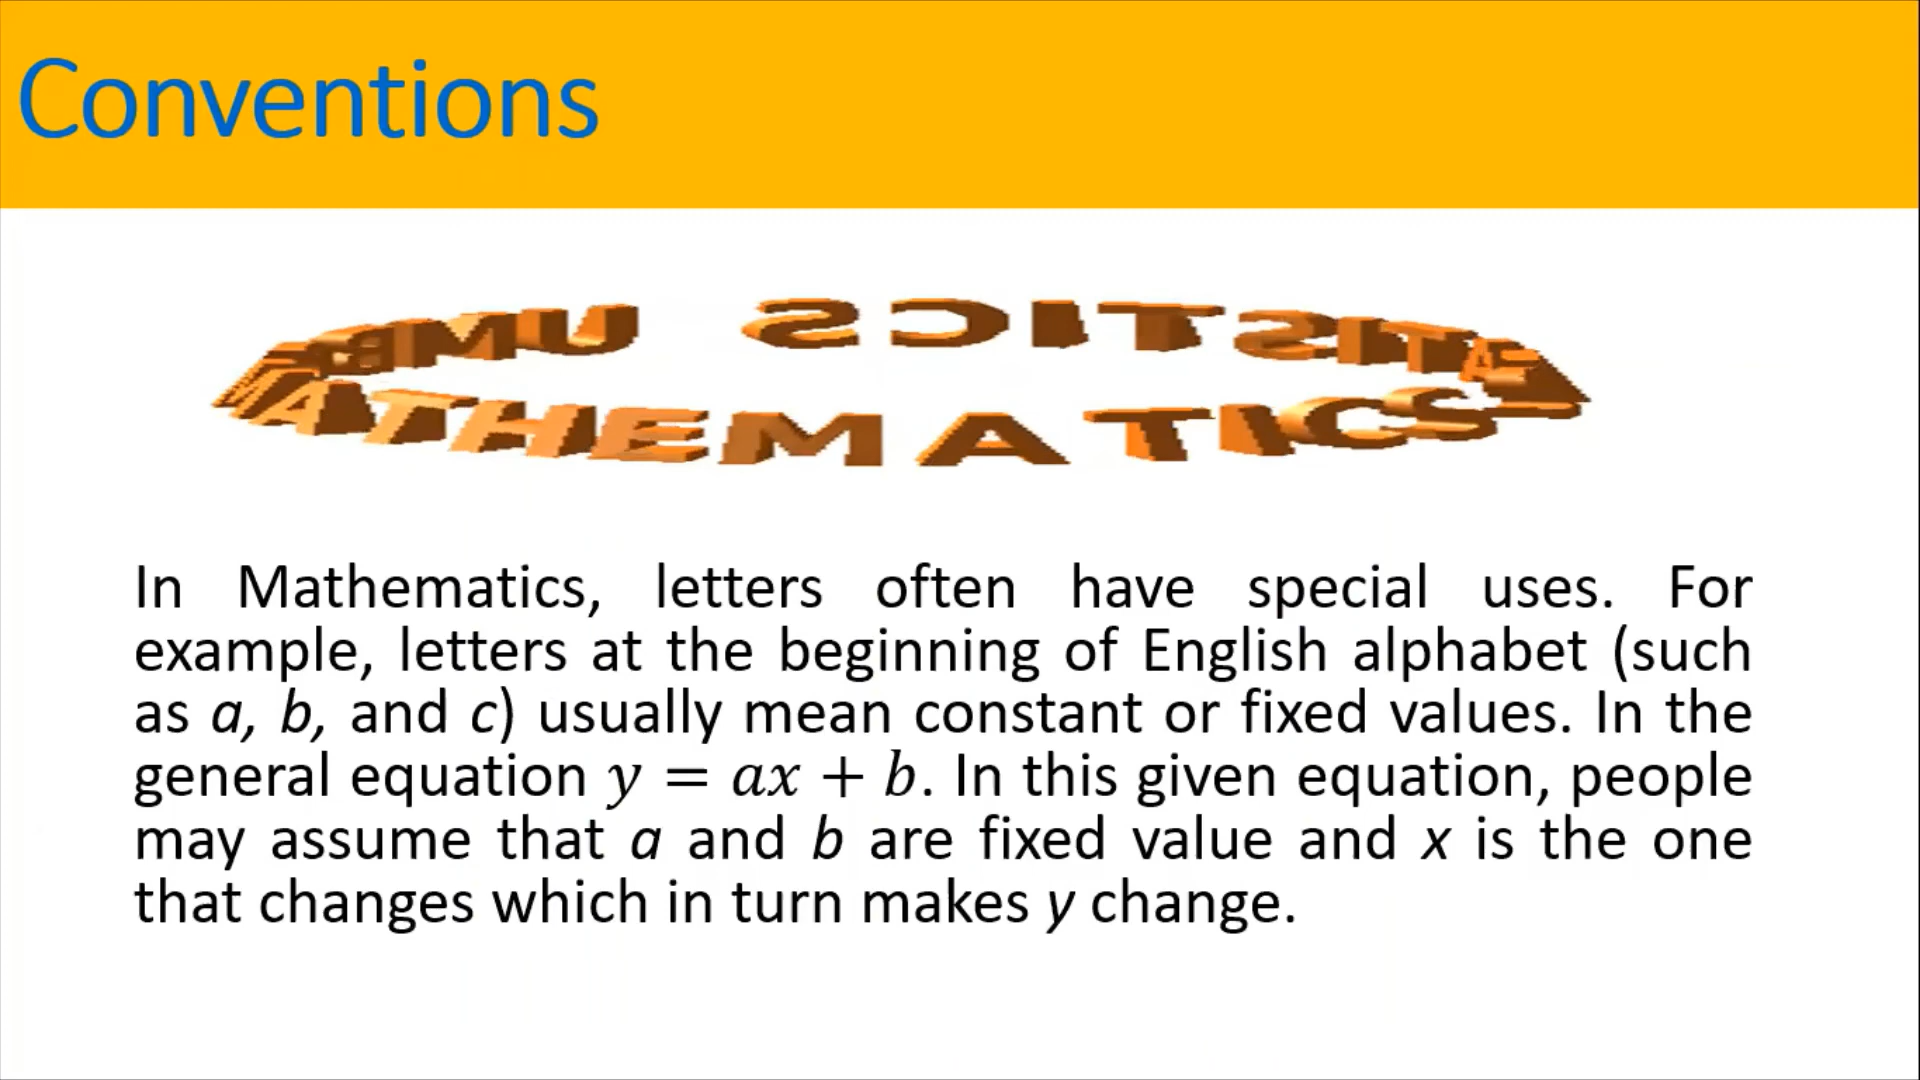 Conventions
MATHEMATICS
In Mathematics, letters often have special uses. For
example, letters at the beginning of English alphabet (such
as a, b, and c) usually mean constant or fixed values. In the
general equation y = ax + b. In this given equation, people
may assume that a and b are fixed value and x is the one
that changes which in turn makes y change.